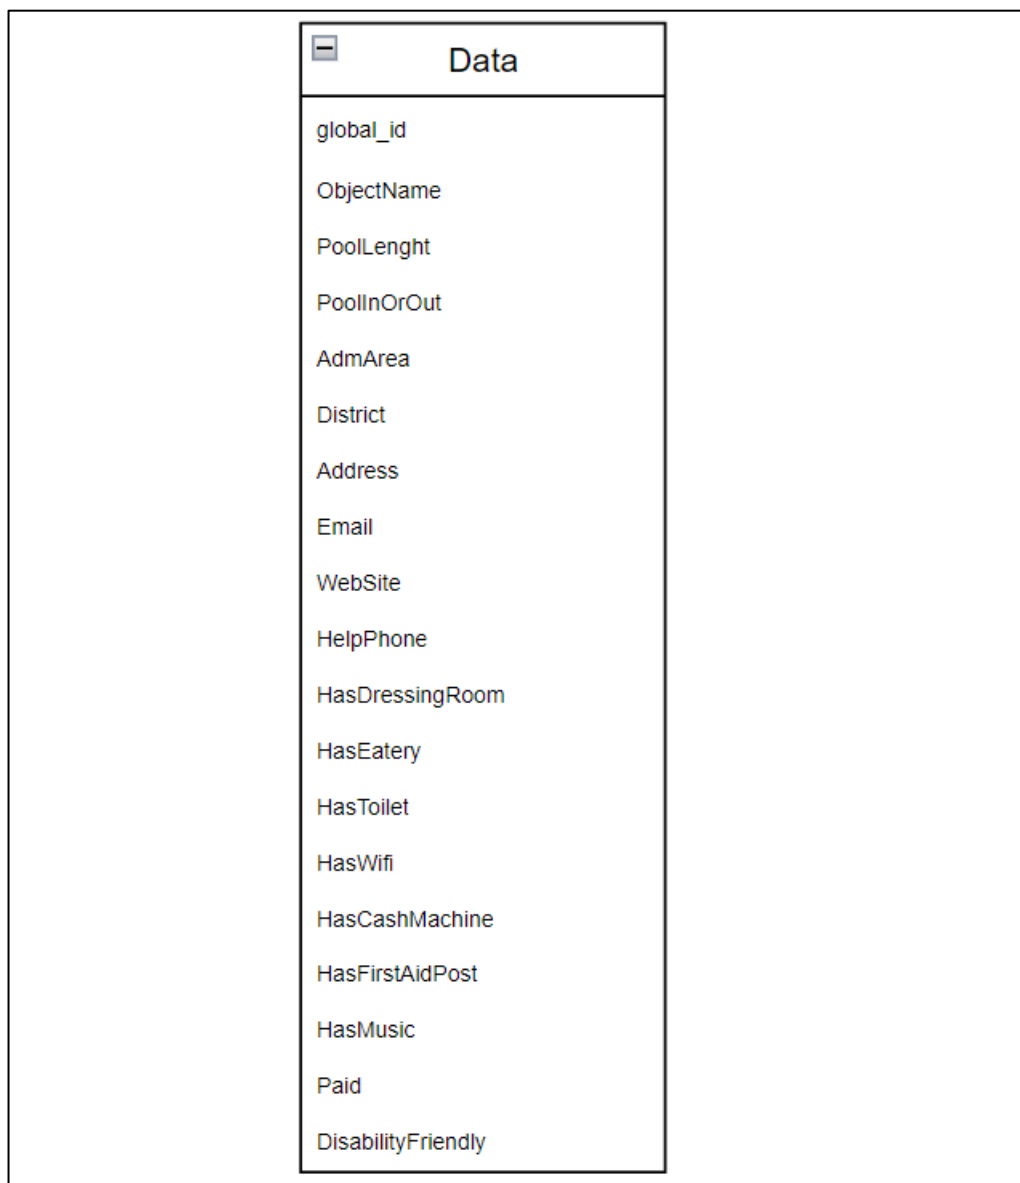 Data
global_id
ObjectName
PoolLenght
PoolInOrOut
AdmArea
District
Address
Email
WebSite
HelpPhone
HasDressingRoom
HasEatery
HasToilet
HasWifi
HasCashMachine
HasFirstAidPost
HasMusic
Paid
DisabilityFriendly